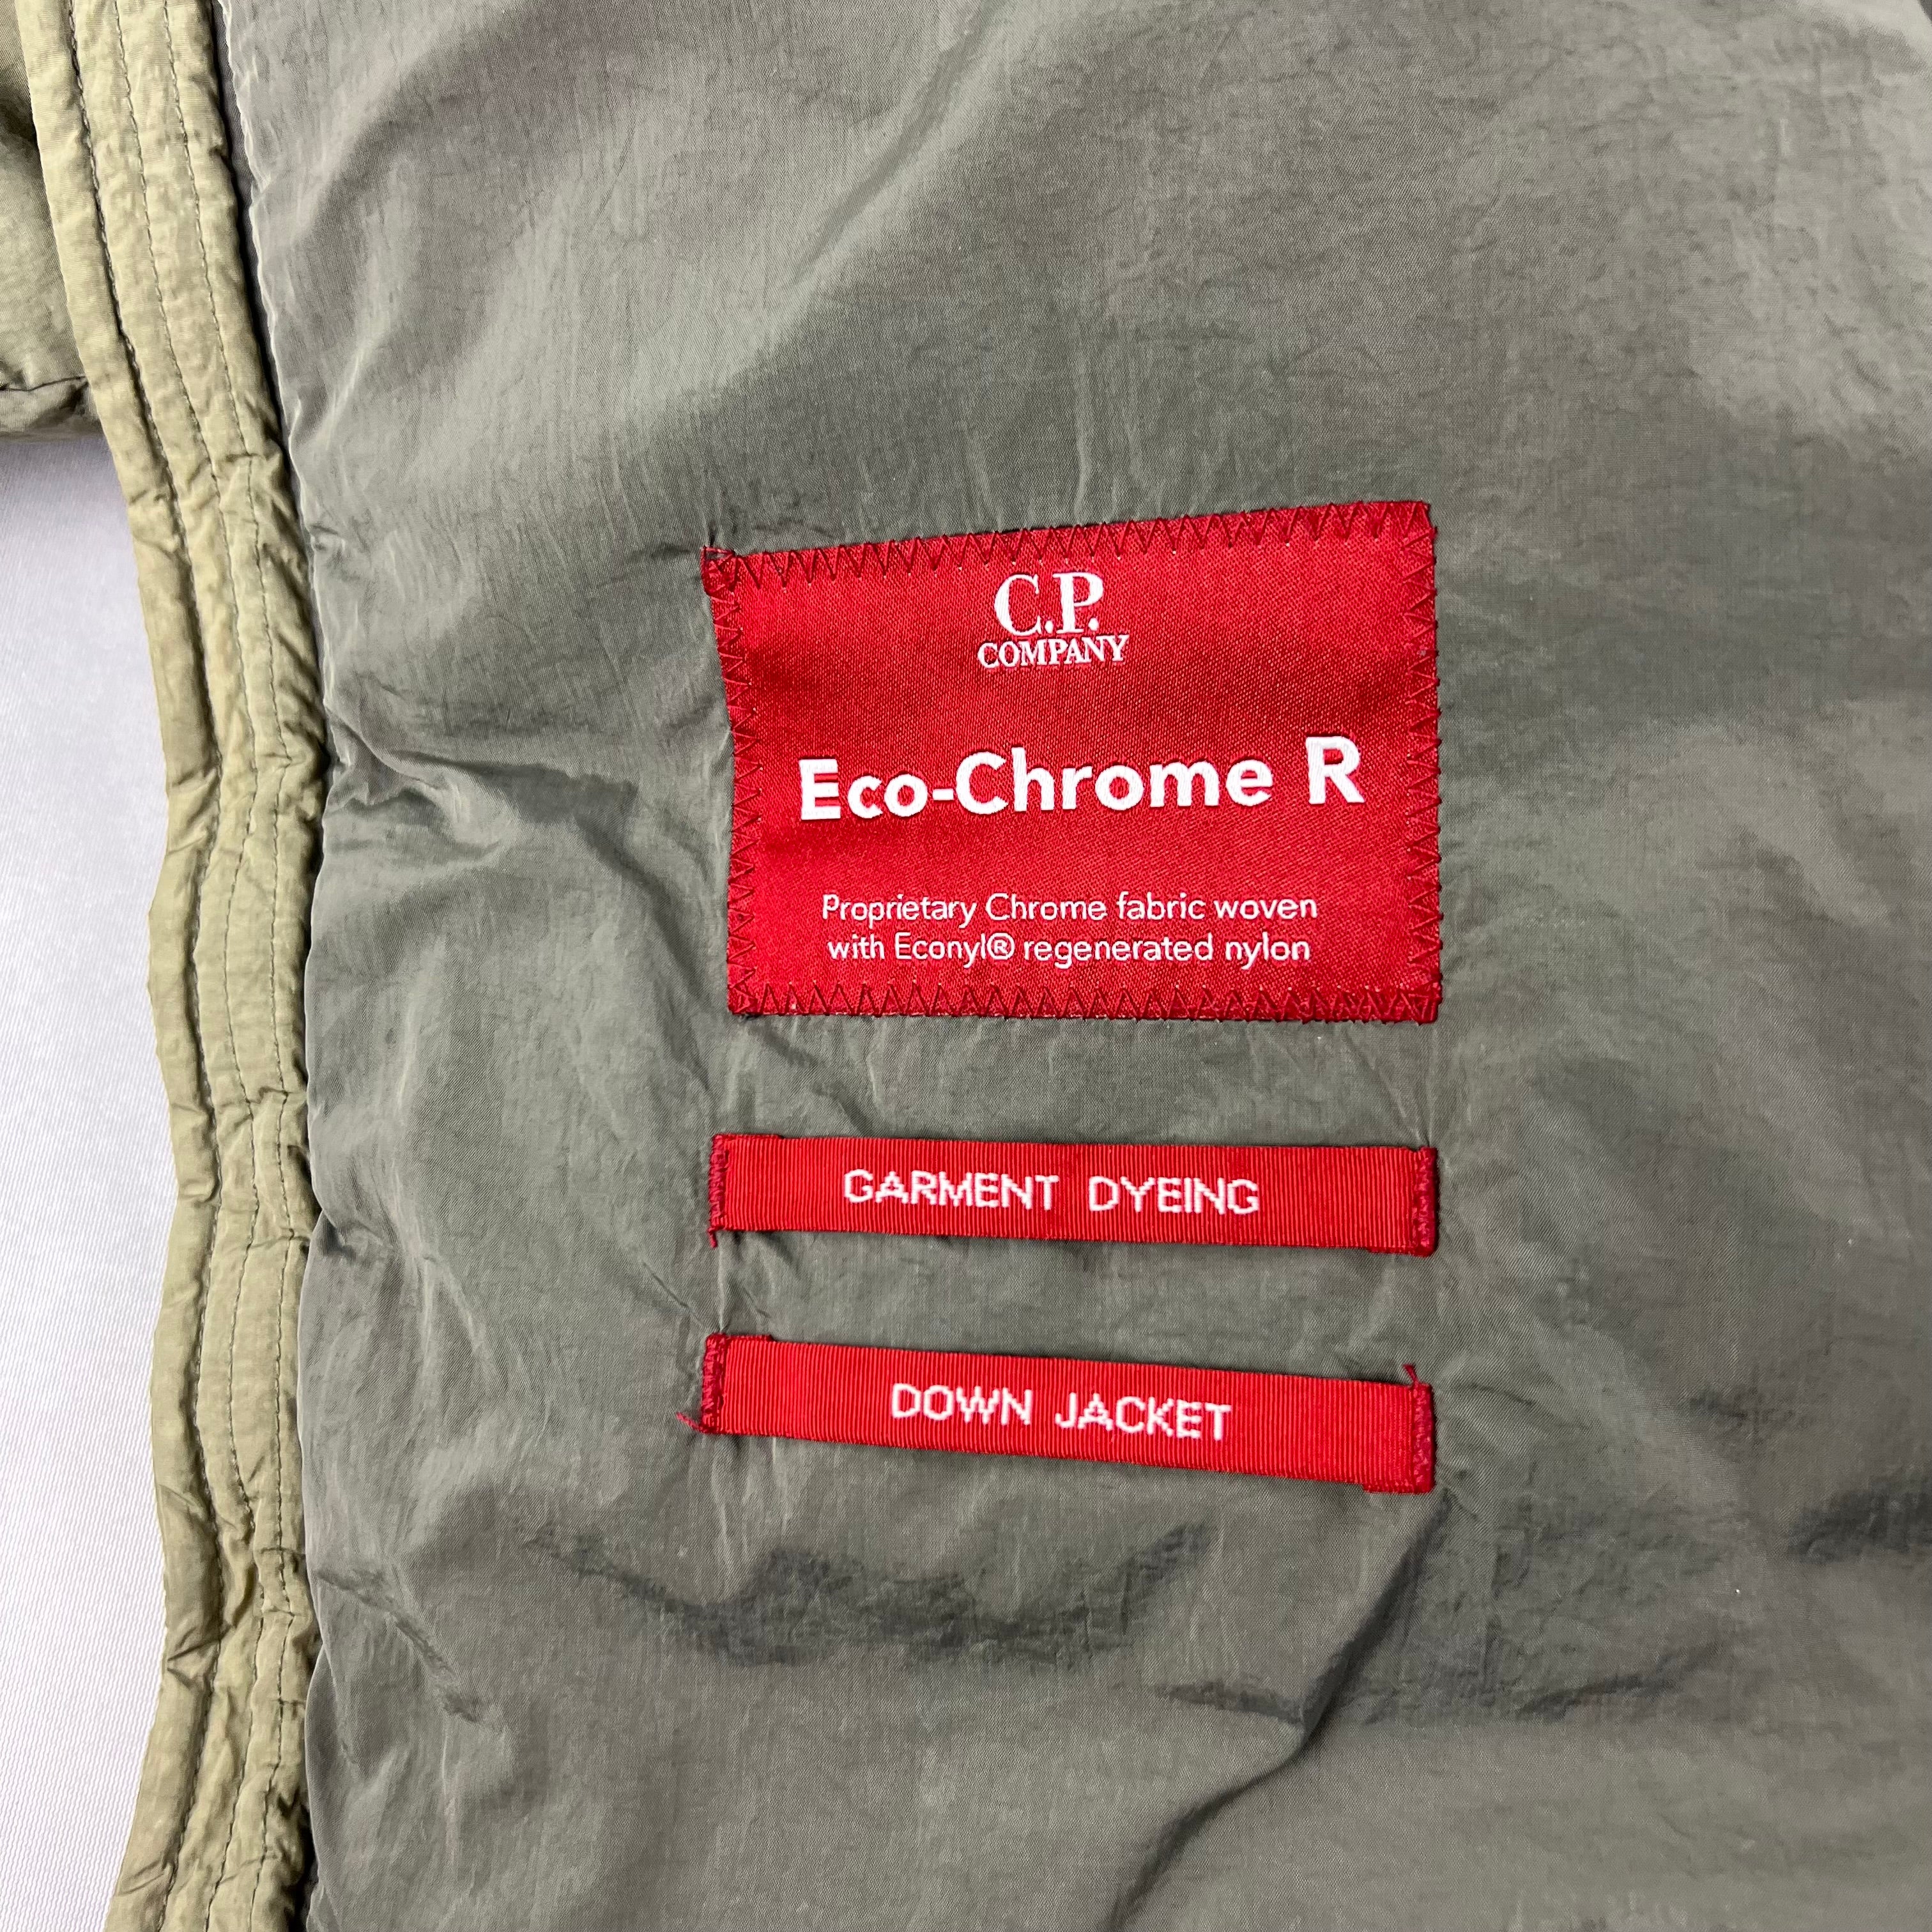 C.P.
COMPANY
Eco-Chrome R
Proprietary Chrome fabric woven
with Econyl® regenerated nylon
GARMENT DYEING
DOWN JACKET